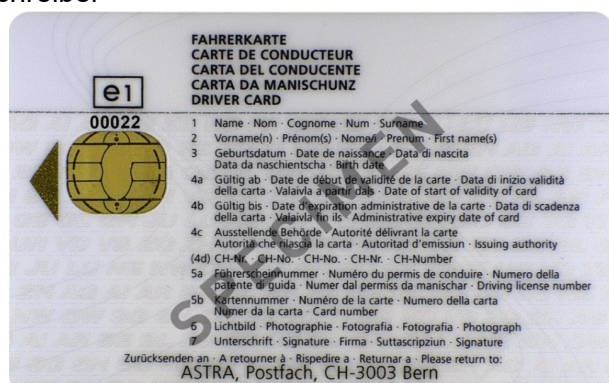 chreiber
FAHRERKARTE
CARTE DE CONDUCTEUR
CARTA DEL CONDUCENTE
CARTA DA MANISCHUNZ
DRIVER CARD
e1
00022
1 Name · Nom · Cognome · Num · Surname
2 Vorname(n) · Prénom(s) · Nome/i · Prenum · First name(s)
3 Geburtsdatum · Date de naissance · Data di nascita
Data da naschientscha · Birth date
4a Gültig ab · Date de début de validité de la carte · Data di inizio validità
della carta · Valaivla a partir dals · Date of start of validity of card
4b Gültig bis · Date d'expiration administrative de la carte · Data di scadenza
della carta · Valaivla fin ils · Administrative expiry date of card
4c Ausstellende Behörde · Autorité délivrant la carte
Autorità che rilascio la carta · Autoritad d'emissiun · Issuing authority
(4d) CH-Nr. · CH-No. · CH-No. · CH-Nr. · CH-Number
5a Führerscheinnummer · Numéro du permis de conduire · Numero della
patente di guida · Numer dal permiss da manischar · Driving license number
5b Kartennummer · Numéro de la carte · Numero della carta
Numer da la carte · Card number
6 Lichtbild · Photographie · Fotografia · Fotografia · Photograph
7 Unterschrift · Signature · Firma · Suttascripziun · Signature
SPECIMEN
Zurücksenden an · A retourner à · Rispedire a · Returnar a · Please return to:
ASTRA, Postfach, CH-3003 Bern